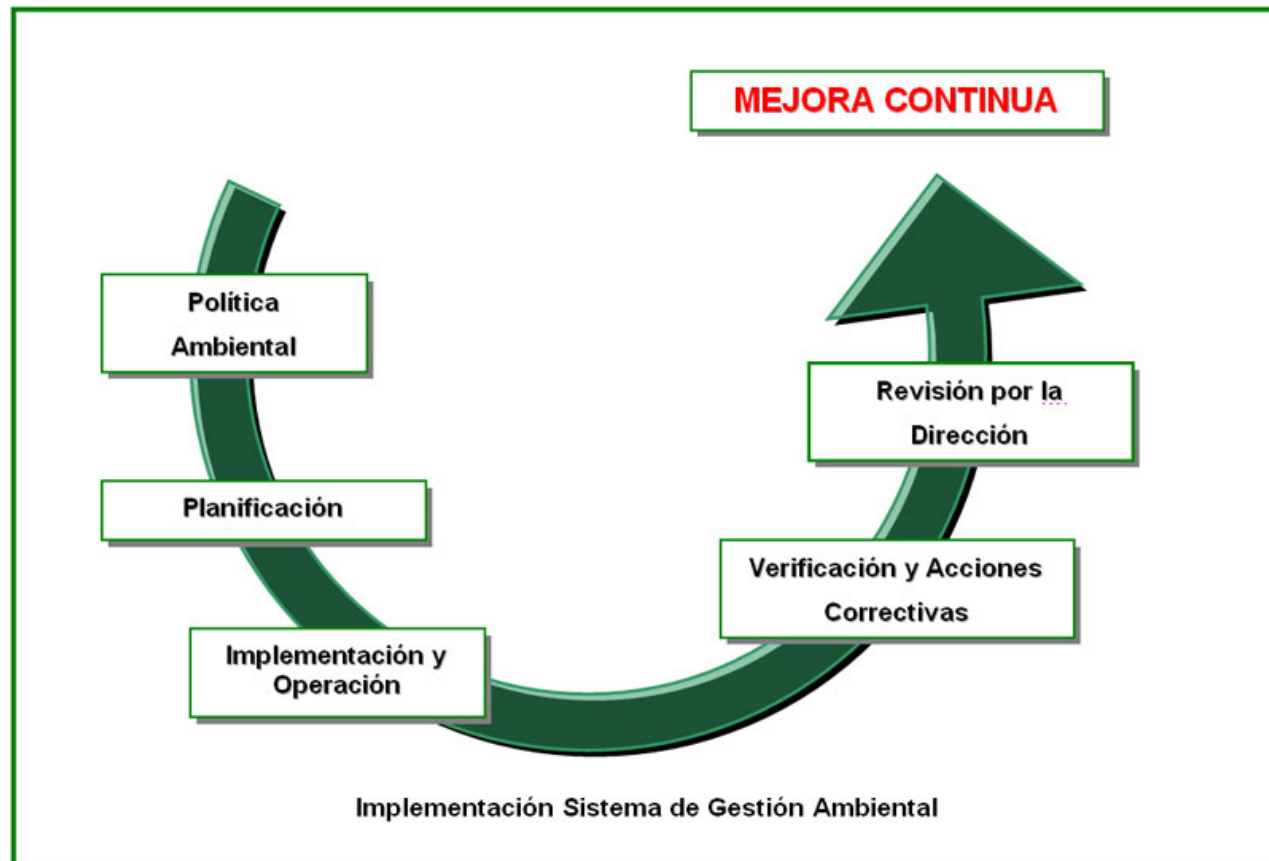 MEJORA CONTINUA
Política
Ambiental
Planificación
Implementación y
Operación
Verificación y Acciones
Correctivas
Revisión por la
Dirección
Implementación Sistema de Gestión Ambiental